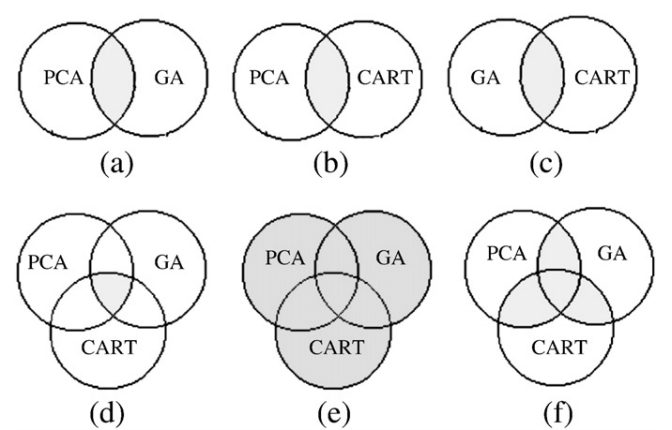 PCA GA PCA CART GA CART
(a) (b) (c)
PCA GA PCA GA PCA GA
CART CART CART
(d) (e) (f)